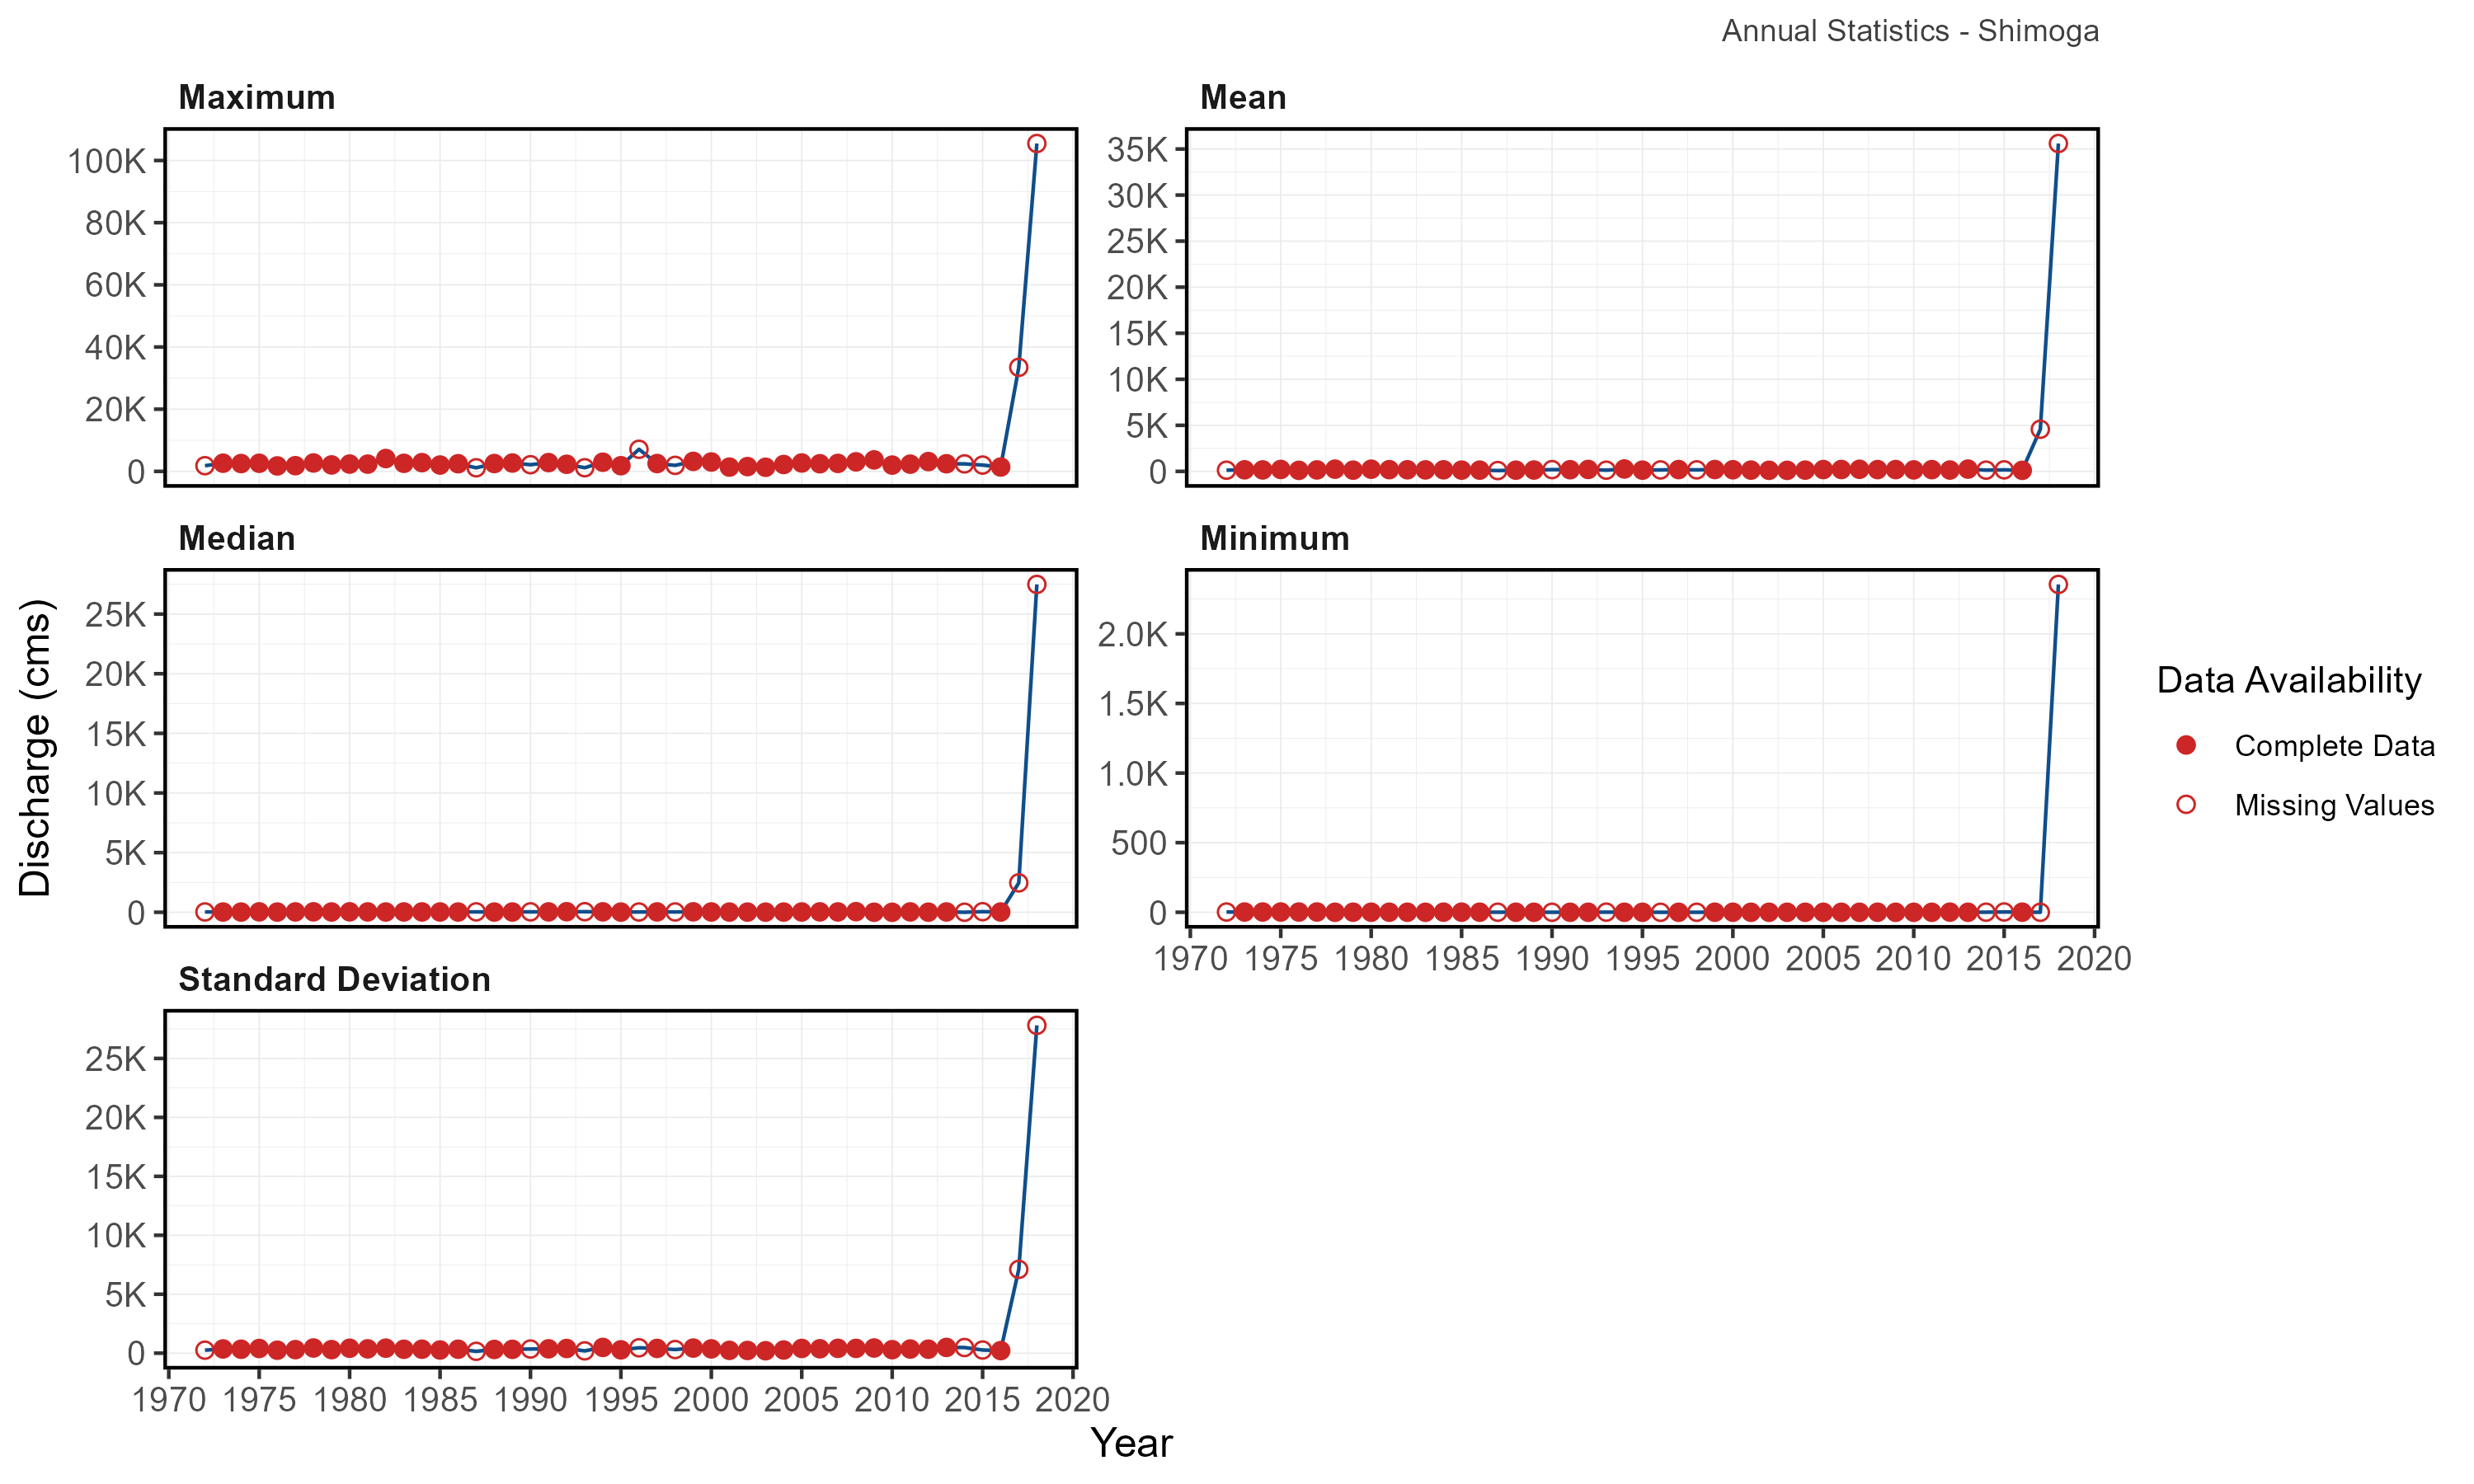 Annual Statistics - Shimoga
Maximum
100K
80K
60K
40K
20K
0
Mean
35K
30K
25K
20K
15K
10K
5K
0
Discharge (cms)
Median
25K
20K
15K
10K
5K
0
Minimum
2.0K
1.5K
1.0K
500
0
1970 1975 1980 1985 1990 1995 2000 2005 2010 2015 2020
Standard Deviation
25K
20K
15K
10K
5K
0
1970 1975 1980 1985 1990 1995 2000 2005 2010 2015 2020
Year
Data Availability
Complete Data
Missing Values